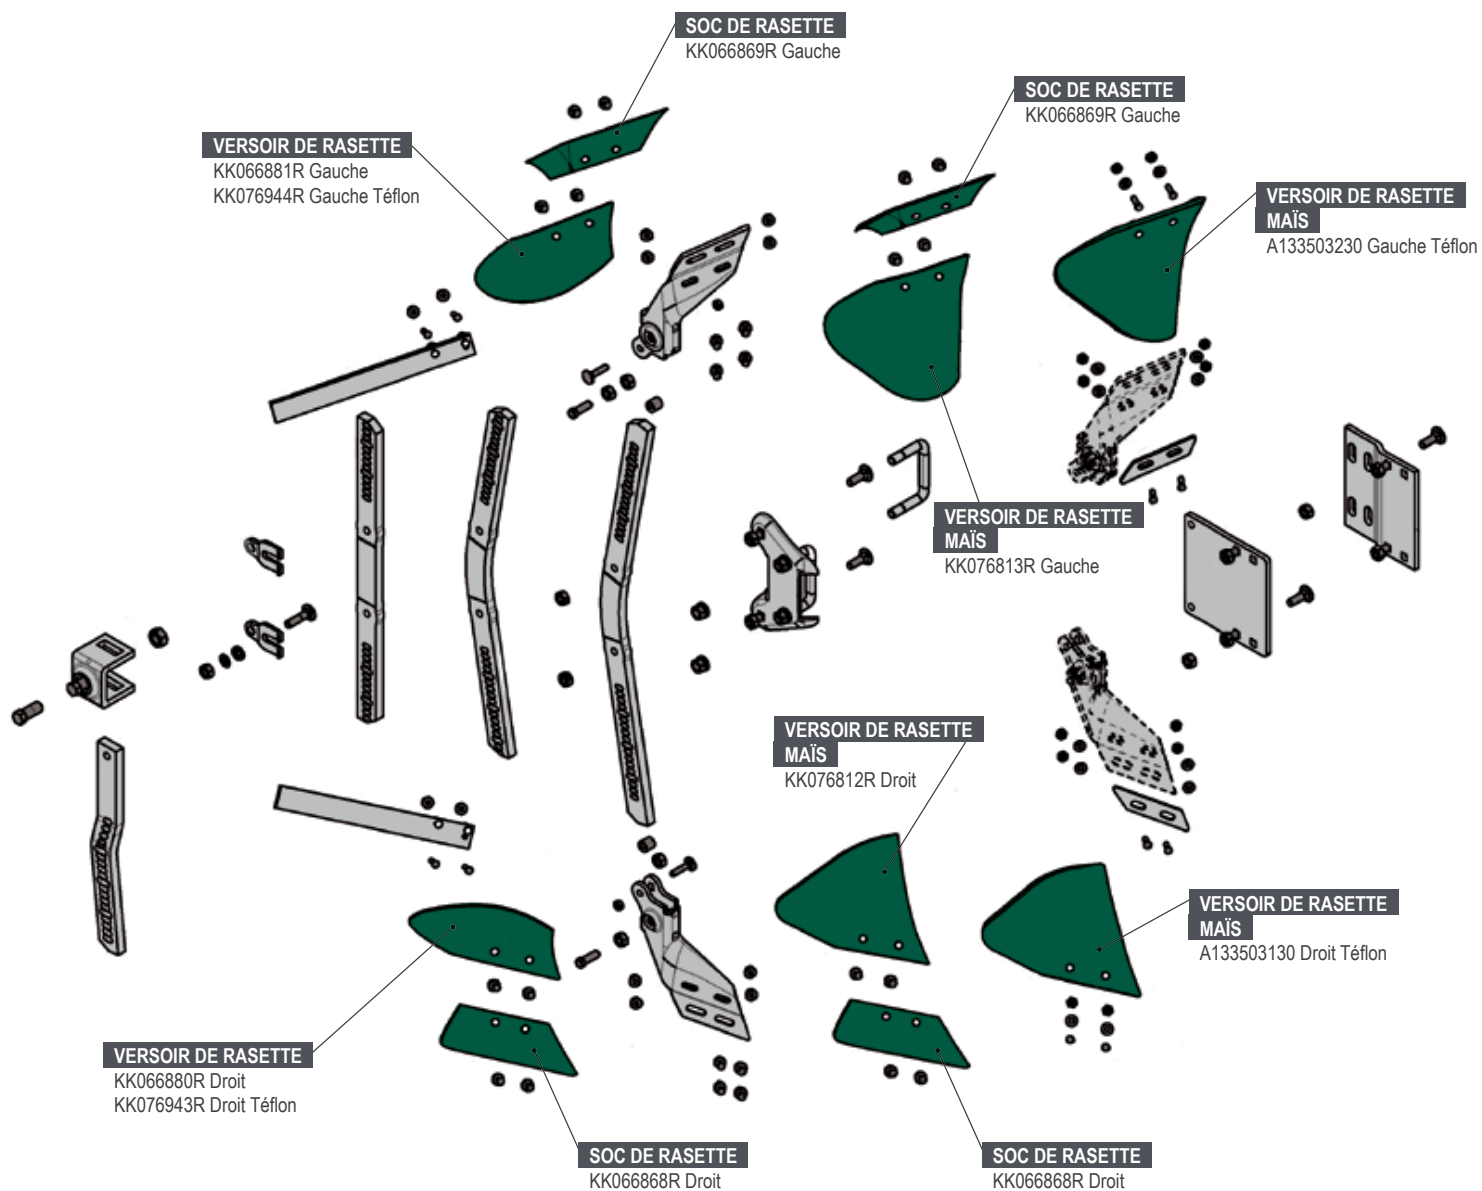 SOC DE RASETTE
KK066869R Gauche
SOC DE RASETTE
KK066869R Gauche
VERSOIR DE RASETTE
KK066881R Gauche
KK076944R Gauche Téflon
VERSOIR DE RASETTE
MAÏS
A133503230 Gauche Téflon
VERSOIR DE RASETTE
MAÏS
KK076813R Gauche
VERSOIR DE RASETTE
MAÏS
KK076812R Droit
VERSOIR DE RASETTE
MAÏS
A133503130 Droit Téflon
VERSOIR DE RASETTE
KK066880R Droit
KK076943R Droit Téflon
SOC DE RASETTE
KK066868R Droit
SOC DE RASETTE
KK066868R Droit